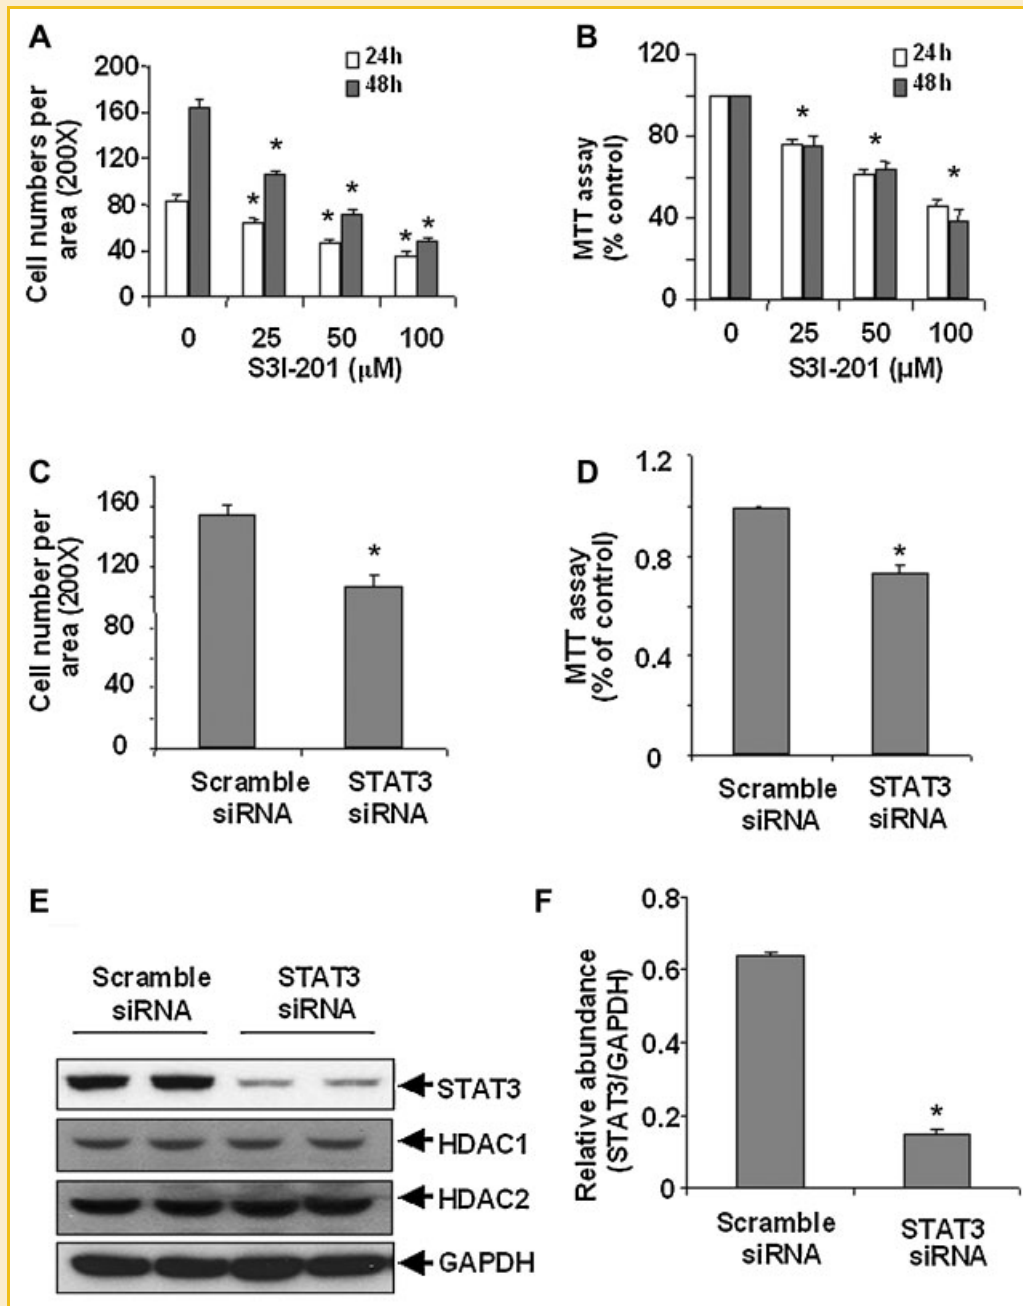 A
24h
48h
Cell numbers per
area (200X)
200
160
120
80
40
0
*
*
*
*
*
*
0 25 50 100
S3I-201 (μM)
B
24h
48h
MTT assay
(% control)
120
80
40
0
*
*
*
0 25 50 100
S3I-201 (μM)
C
Cell number per
area (200X)
160
120
80
40
0
*
Scramble
siRNA
STAT3
siRNA
D
MTT assay
(% of control)
1.2
0.8
0.4
0
*
Scramble
siRNA
STAT3
siRNA
E
Scramble
siRNA
STAT3
siRNA
STAT3
HDAC1
HDAC2
GAPDH
F
Relative abundance
(STAT3/GAPDH)
0.8
0.6
0.4
0.2
0
*
Scramble
siRNA
STAT3
siRNA